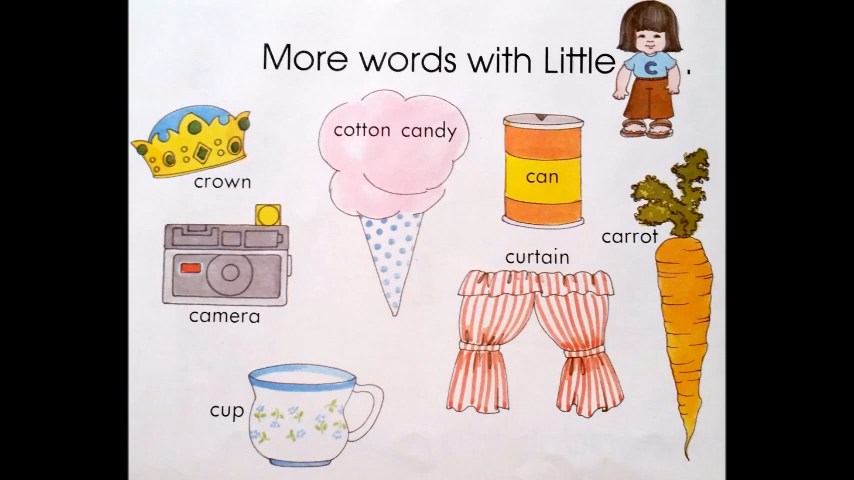 More words with Little C.
cotton candy
can
crown
carrot
curtain
camera
cup